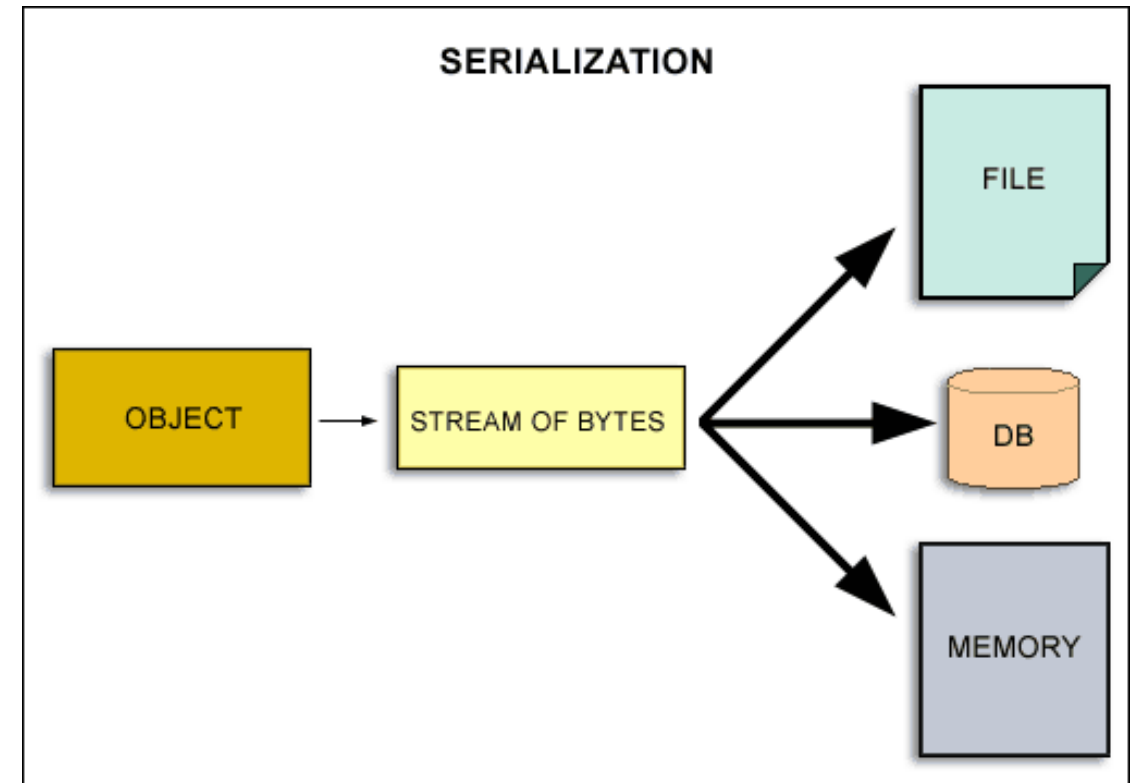 SERIALIZATION
OBJECT
STREAM OF BYTES
FILE
DB
MEMORY